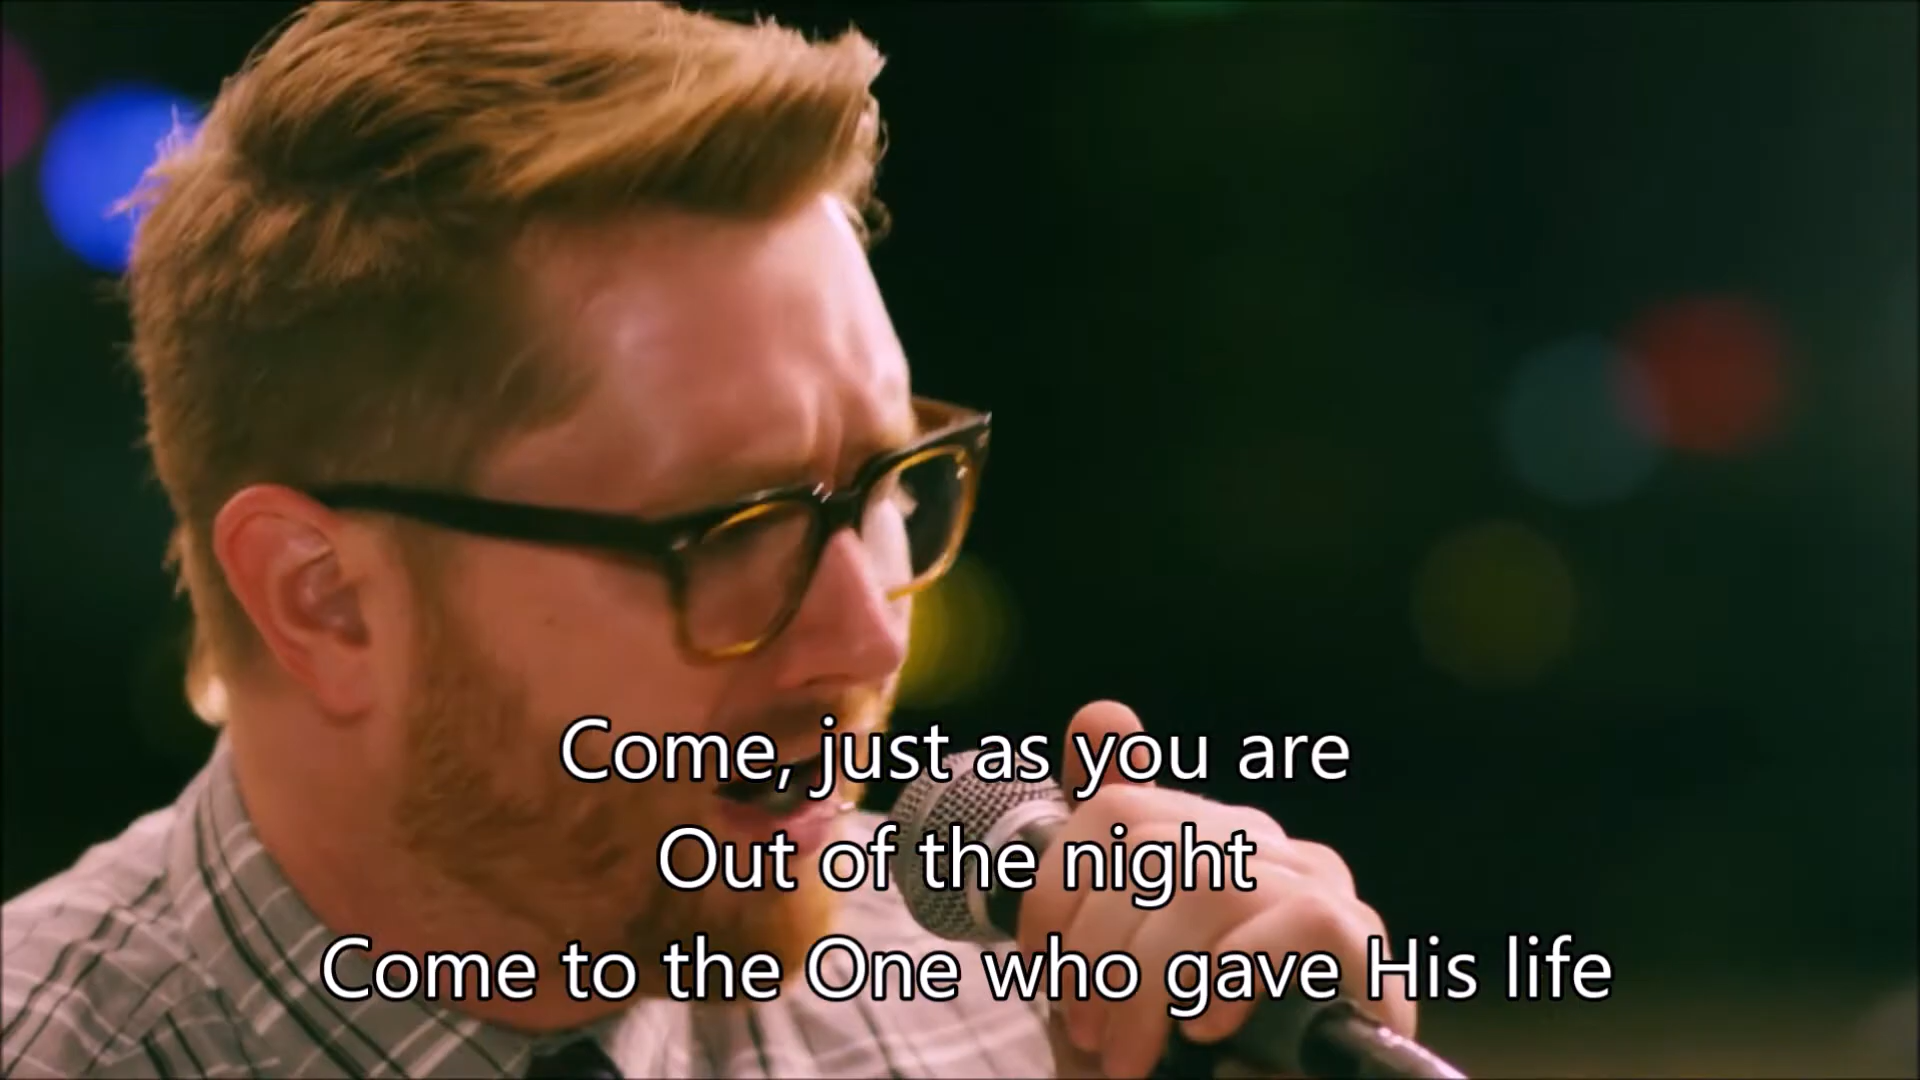 Come, just as you are
Out of the night
Come to the One who gave His life